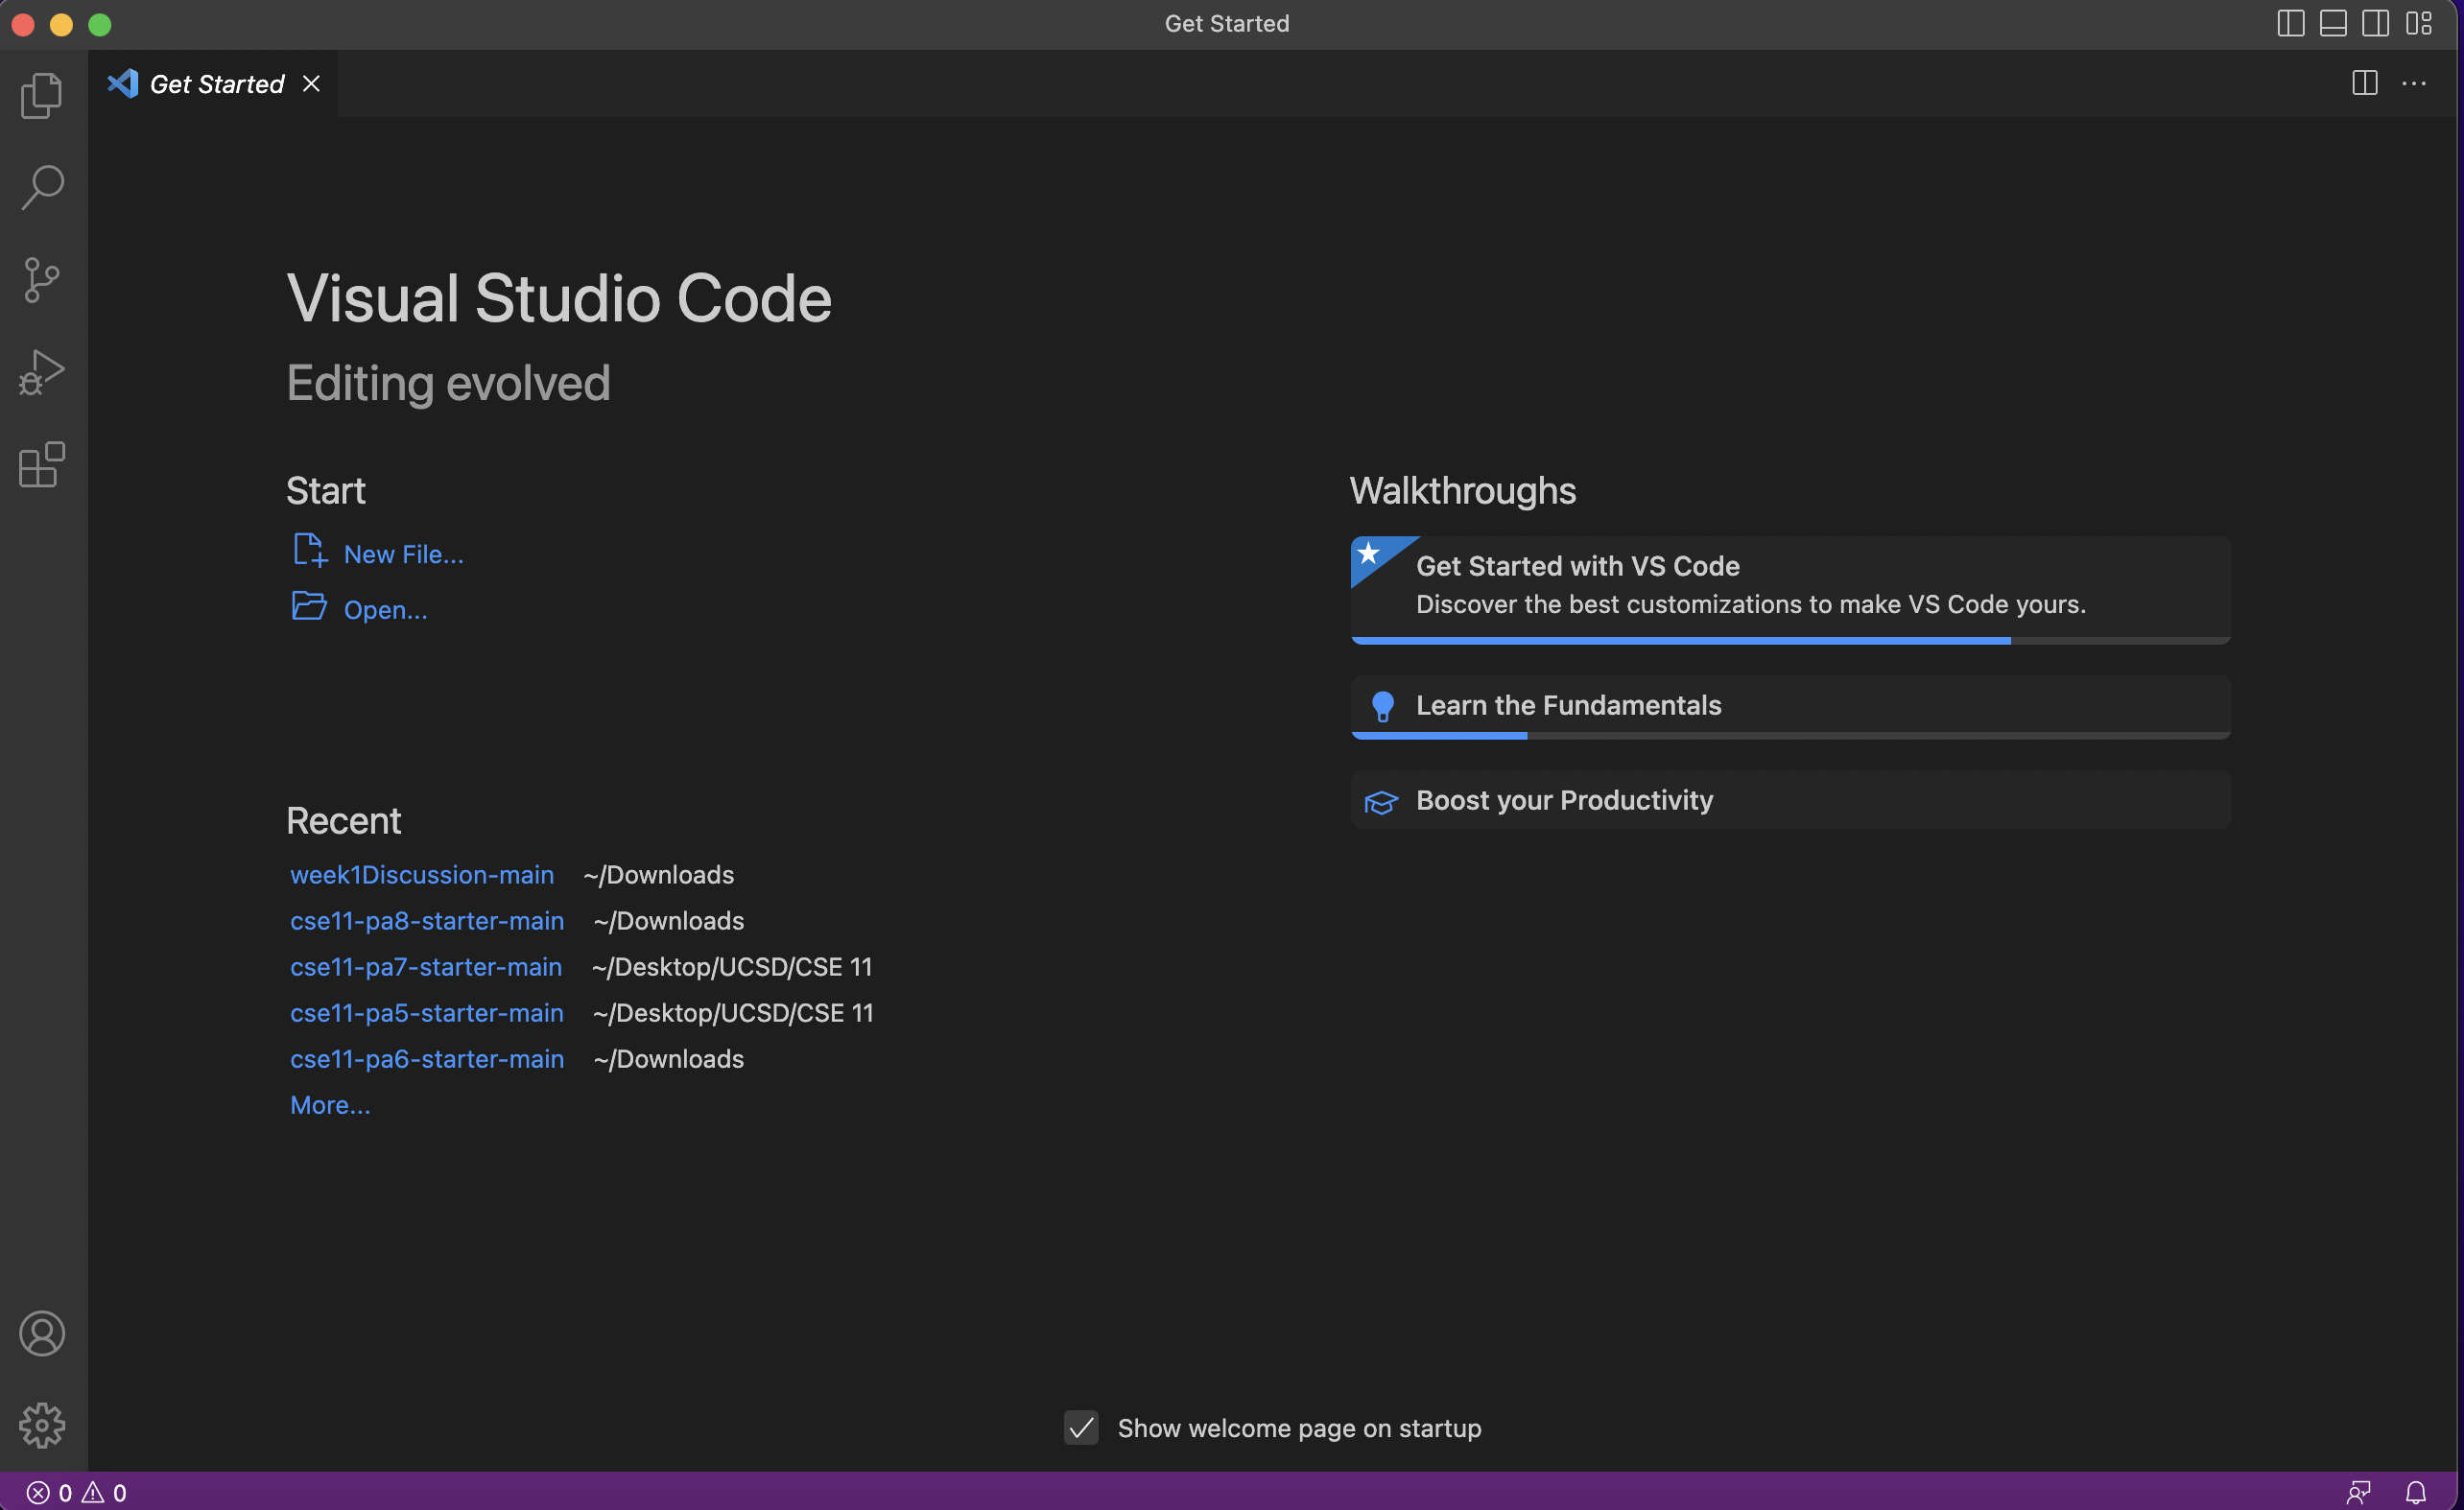 Get Started
Get Started
Visual Studio Code
Editing evolved
Start
New File...
Open...
Recent
week1Discussion-main ~/Downloads
cse11-pa8-starter-main ~/Downloads
cse11-pa7-starter-main ~/Desktop/UCSD/CSE 11
cse11-pa5-starter-main ~/Desktop/UCSD/CSE 11
cse11-pa6-starter-main ~/Downloads
More...
Walkthroughs
Get Started with VS Code
Discover the best customizations to make VS Code yours.
Learn the Fundamentals
Boost your Productivity
Show welcome page on startup
0 0